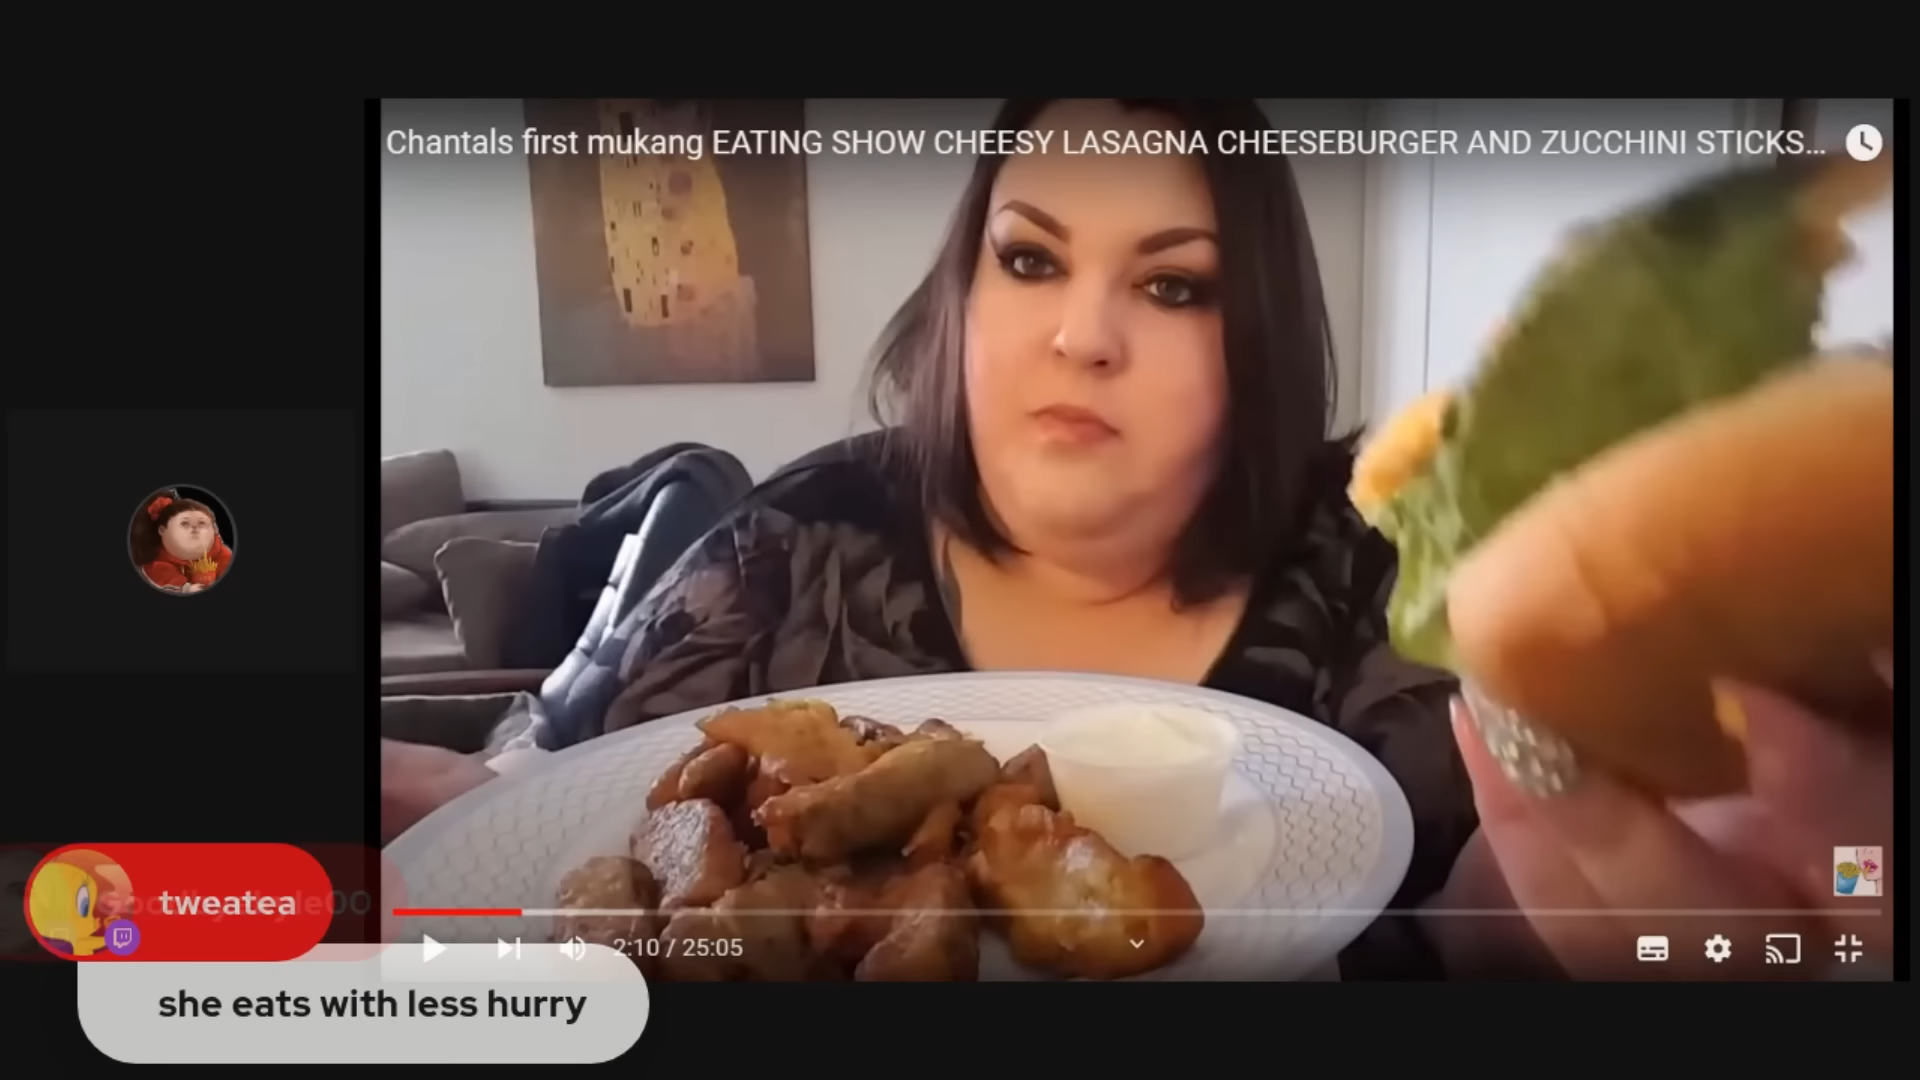 Chantals first mukang EATING SHOW CHEESY LASAGNA CHEESEBURGER AND ZUCCHINI STICKS...
tweatea
2:10 / 25:05
she eats with less hurry